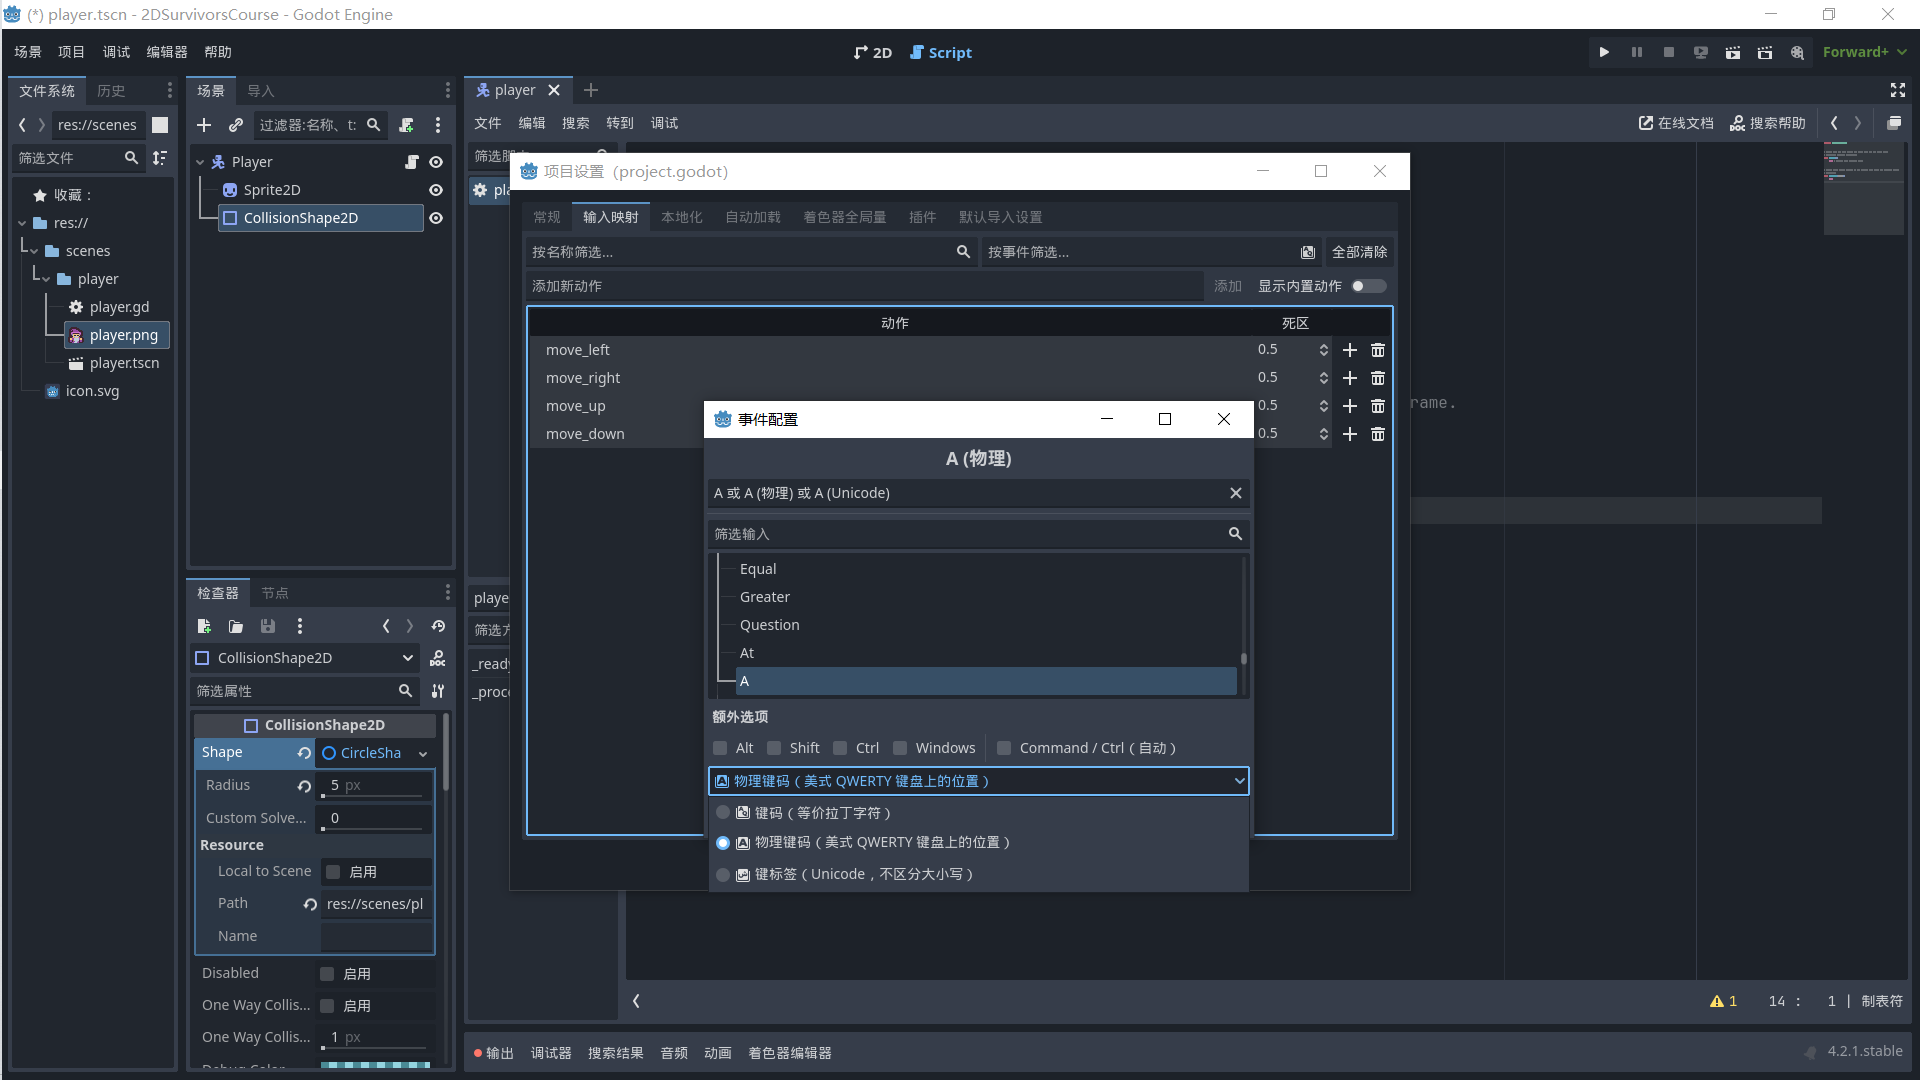 (*) player.tscn - 2DSurvivorsCourse - Godot Engine
场景 项目 调试 编辑器 帮助
2D Script
Forward+
文件系统 历史
res://scenes
筛选文件
收藏：
res://
scenes
player
player.gd
player.png
player.tscn
icon.svg
场景 导入
过滤器:名称、t:
Player
Sprite2D
CollisionShape2D
检查器 节点
CollisionShape2D
筛选属性
CollisionShape2D
Shape CircleSha
Radius 5 px
Custom Solve... 0
Resource
Local to Scene 启用
Path res://scenes/pl
Name
Disabled 启用
One Way Collis... 启用
One Way Collis... 1 px
Debug Color
player
文件 编辑 搜索 转到 调试
在线文档 搜索帮助
筛选脚
pla
playe
筛选方
_ready
_proce
rame.
项目设置（project.godot）
常规 输入映射 本地化 自动加载 着色器全局量 插件 默认导入设置
按名称筛选... 按事件筛选... 全部清除
添加新动作 添加 显示内置动作
动作 死区
move_left 0.5
move_right 0.5
move_up 0.5
move_down 0.5
事件配置
A (物理)
A 或 A (物理) 或 A (Unicode)
筛选输入
Equal
Greater
Question
At
A
额外选项
Alt Shift Ctrl Windows Command / Ctrl（自动）
物理键码（美式 QWERTY 键盘上的位置）
键码（等价拉丁字符）
物理键码（美式 QWERTY 键盘上的位置）
键标签（Unicode，不区分大小写）
1 14 : 1 | 制表符
输出 调试器 搜索结果 音频 动画 着色器编辑器
4.2.1.stable